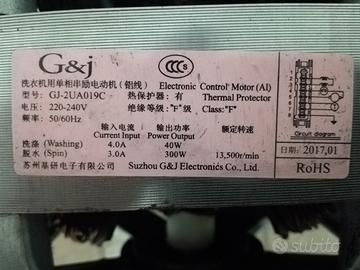 G&j
CCC
洗衣机用单相串励电动机(铝线) Electronic Control Motor (Al)
型号: GJ-2UA019C 热保护器: 有 Thermal Protector
电压: 220-240V 绝缘等级: "F"级 Class: "F"
频率: 50/60Hz
输入电流 输出功率 额定转速
Current Input Power Output
洗涤 (Washing) 4.0A 40W
脱水 (Spin) 3.0A 300W 13,500r/min
苏州基研电子有限公司 Suzhou G&J Electronics Co., Ltd.
Circuit diagram
日期: 2017,01
RoHS
subito